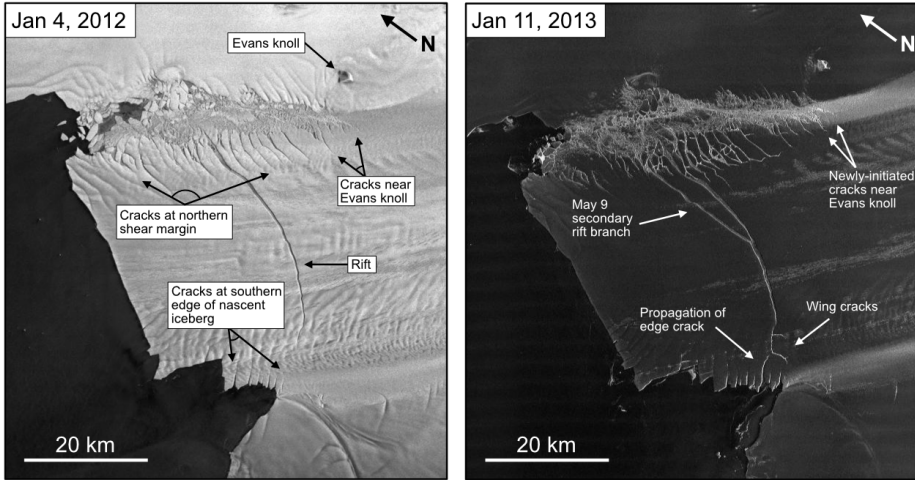 Jan 4, 2012
N
Evans knoll
Cracks near
Evans knoll
Cracks at northern
shear margin
Rift
Cracks at southern
edge of nascent
iceberg
20 km
Jan 11, 2013
N
Newly-initiated
cracks near
Evans knoll
May 9
secondary
rift branch
Propagation of
edge crack
Wing cracks
20 km